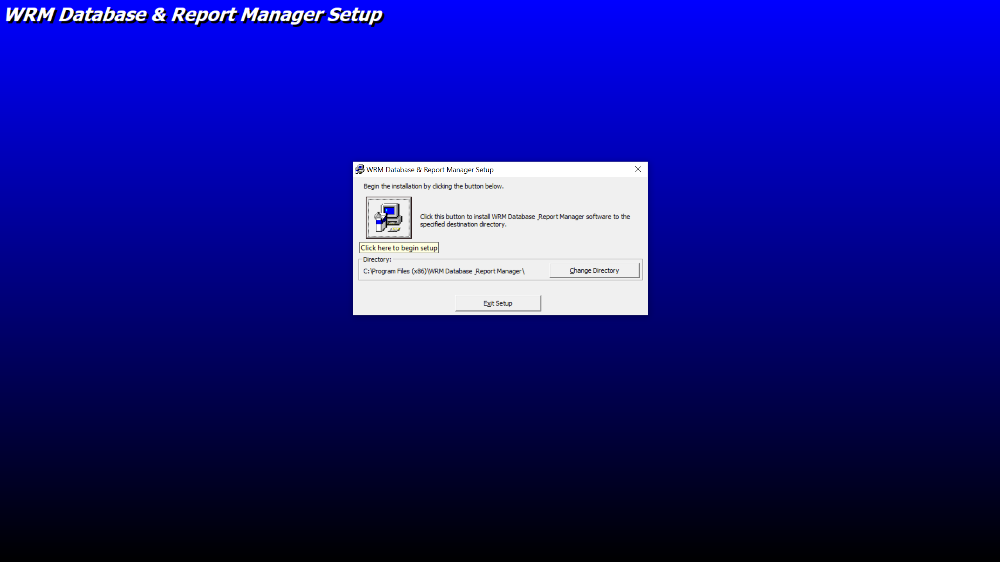 WRM Database & Report Manager Setup
WRM Database & Report Manager Setup
Begin the installation by clicking the button below.
Click this button to install WRM Database _Report Manager software to the
specified destination directory.
Click here to begin setup
Directory:
C:\Program Files (x86)\WRM Database _Report Manager\
Change Directory
Exit Setup